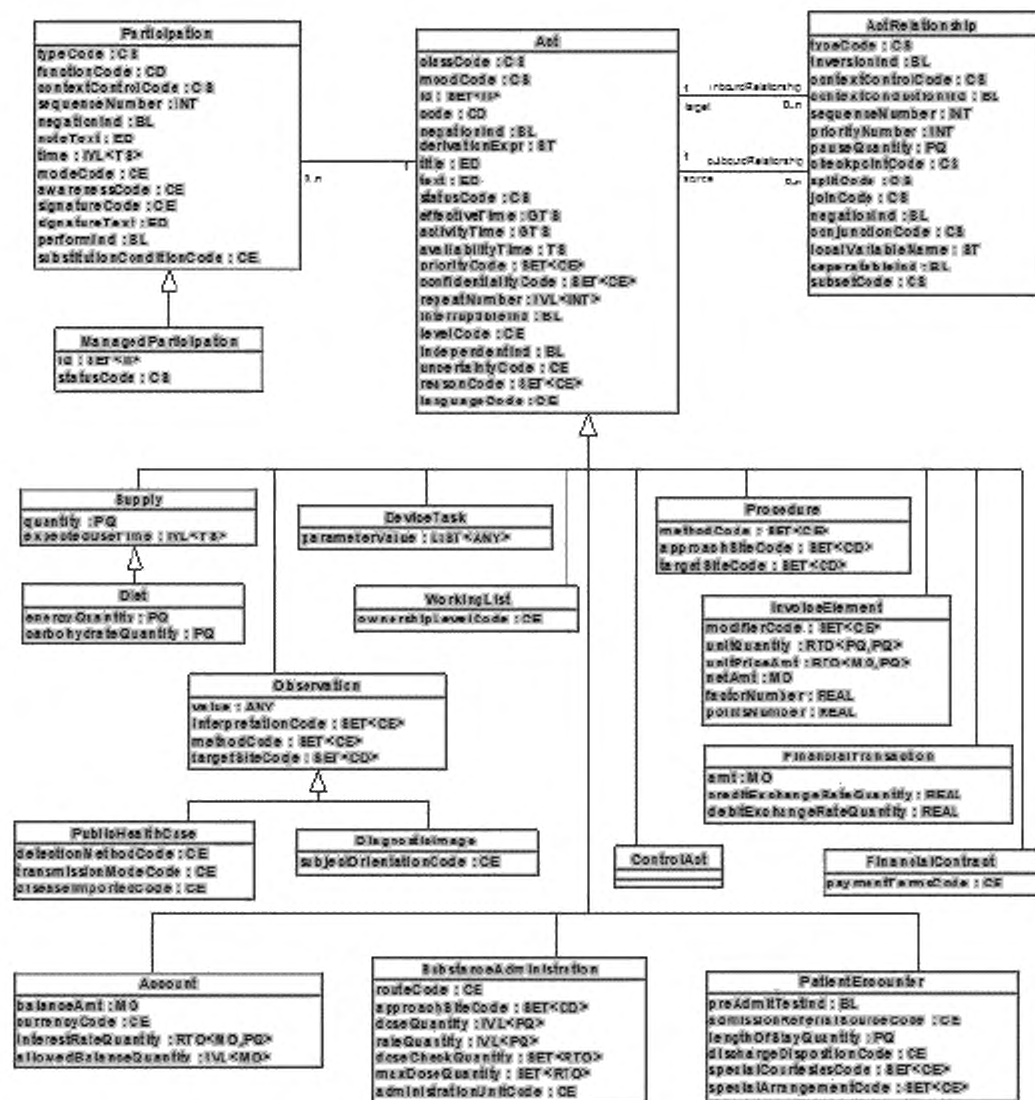 Participation
typeCode : CS
functionCode : CD
contextControlCode : CS
sequenceNumber : INT
negationInd : BL
noteText : ED
time : IVL<TS>
modeCode : CE
awarenessCode : CE
signatureCode : CE
signatureText : ED
performInd : BL
substitutionConditionCode : CE
0..n
1
Act
classCode : CS
moodCode : CS
id : SET<II>
code : CD
negationInd : BL
derivationExpr : ST
title : ED
text : ED
statusCode : CS
effectiveTime : GTS
activityTime : GTS
availabilityTime : TS
priorityCode : SET<CE>
confidentialityCode : SET<CE>
repeatNumber : IVL<INT>
interruptibleInd : BL
levelCode : CE
independentInd : BL
uncertaintyCode : CE
reasonCode : SET<CE>
languageCode : CE
1 inboundRelationship
target 0..n
1 outboundRelationship
source 0..n
ActRelationship
typeCode : CS
inversionInd : BL
contextControlCode : CS
contextConductionInd : BL
sequenceNumber : INT
priorityNumber : INT
pauseQuantity : PQ
checkpointCode : CS
splitCode : CS
joinCode : CS
negationInd : BL
conjunctionCode : CS
localVariableName : ST
seperatableInd : BL
subsetCode : CS
ManagedParticipation
id : SET<II>
statusCode : CS
Supply
quantity : PQ
expectedUseTime : IVL<TS>
Diet
energyQuantity : PQ
carbohydrateQuantity : PQ
DeviceTask
parameterValue : LIST<ANY>
WorkingList
ownershipLevelCode : CE
Procedure
methodCode : SET<CE>
approachSiteCode : SET<CD>
targetSiteCode : SET<CD>
InvoiceElement
modifierCode : SET<CE>
unitQuantity : RTO<PQ,PQ>
unitPriceAmt : RTO<MO,PQ>
netAmt : MO
factorNumber : REAL
pointsNumber : REAL
Observation
value : ANY
interpretationCode : SET<CE>
methodCode : SET<CE>
targetSiteCode : SET<CD>
FinancialTransaction
amt : MO
creditExchangeRateQuantity : REAL
debitExchangeRateQuantity : REAL
PublicHealthCase
detectionMethodCode : CE
transmissionModeCode : CE
diseaseImportedCode : CE
DiagnosticImage
subjectOrientationCode : CE
ControlAct
FinancialContract
paymentTermsCode : CE
Account
balanceAmt : MO
currencyCode : CE
interestRateQuantity : RTO<MO,PQ>
allowedBalanceQuantity : IVL<MO>
SubstanceAdministration
routeCode : CE
approachSiteCode : SET<CD>
doseQuantity : IVL<PQ>
rateQuantity : IVL<PQ>
doseCheckQuantity : SET<RTO>
maxDoseQuantity : SET<RTO>
administrationUnitCode : CE
PatientEncounter
preAdmitTestInd : BL
admissionReferralSourceCode : CE
lengthOfStayQuantity : PQ
dischargeDispositionCode : CE
specialCourtesiesCode : SET<CE>
specialArrangementCode : SET<CE>